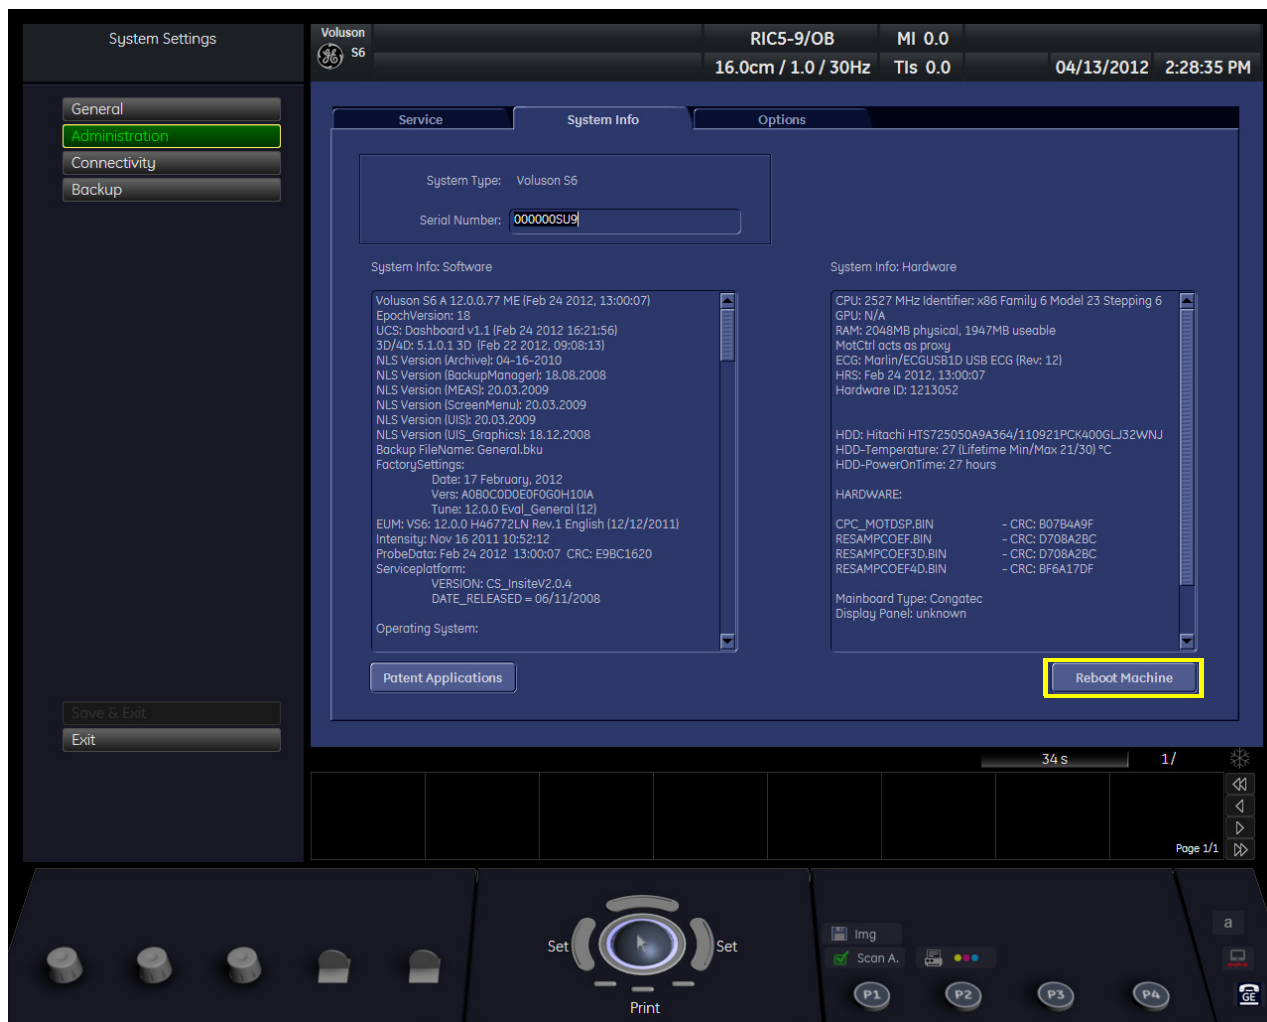 System Settings
Voluson
S6
RIC5-9/OB
MI 0.0
16.0cm / 1.0 / 30Hz
TIs 0.0
04/13/2012 2:28:35 PM
General
Administration
Connectivity
Backup
Save & Exit
Exit
Service
System Info
Options
System Type: Voluson S6
Serial Number: 000000SU9
System Info: Software
Voluson S6 A 12.0.0.77 ME (Feb 24 2012, 13:00:07)
EpochVersion: 18
UCS: Dashboard v1.1 (Feb 24 2012 16:21:56)
3D/4D: 5.1.0.1 3D (Feb 22 2012, 09:08:13)
NLS Version (Archive): 04-16-2010
NLS Version (BackupManager): 18.08.2008
NLS Version (MEAS): 20.03.2009
NLS Version (ScreenMenu): 20.03.2009
NLS Version (UIS): 20.03.2009
NLS Version (UIS_Graphics): 18.12.2008
Backup FileName: General.bku
FactorySettings:
Date: 17 February, 2012
Vers: A0B0C0D0E0F0G0H10IA
Tune: 12.0.0 Eval_General (12)
EUM: VS6: 12.0.0 H46772LN Rev.1 English (12/12/2011)
Intensity: Nov 16 2011 10:52:12
ProbeData: Feb 24 2012 13:00:07 CRC: E9BC1620
Serviceplatform:
VERSION: CS_InsiteV2.0.4
DATE_RELEASED = 06/11/2008
Operating System:
System Info: Hardware
CPU: 2527 MHz Identifier: x86 Family 6 Model 23 Stepping 6
GPU: N/A
RAM: 2048MB physical, 1947MB useable
MotCtrl acts as proxy
ECG: Marlin/ECGUSB1D USB ECG (Rev: 12)
HRS: Feb 24 2012, 13:00:07
Hardware ID: 1213052
HDD: Hitachi HTS725050A9A364/110921PCK400GLJ32WNJ
HDD-Temperature: 27 (Lifetime Min/Max 21/30) °C
HDD-PowerOnTime: 27 hours
HARDWARE:
CPC_MOTDSP.BIN - CRC: B07B4A9F
RESAMPCOEF.BIN - CRC: D708A2BC
RESAMPCOEF3D.BIN - CRC: D708A2BC
RESAMPCOEF4D.BIN - CRC: BF6A17DF
Mainboard Type: Congatec
Display Panel: unknown
Patent Applications
Reboot Machine
34 s
1/
Page 1/1
Set
Set
Print
Img
Scan A.
P1
P2
P3
P4
a
GE